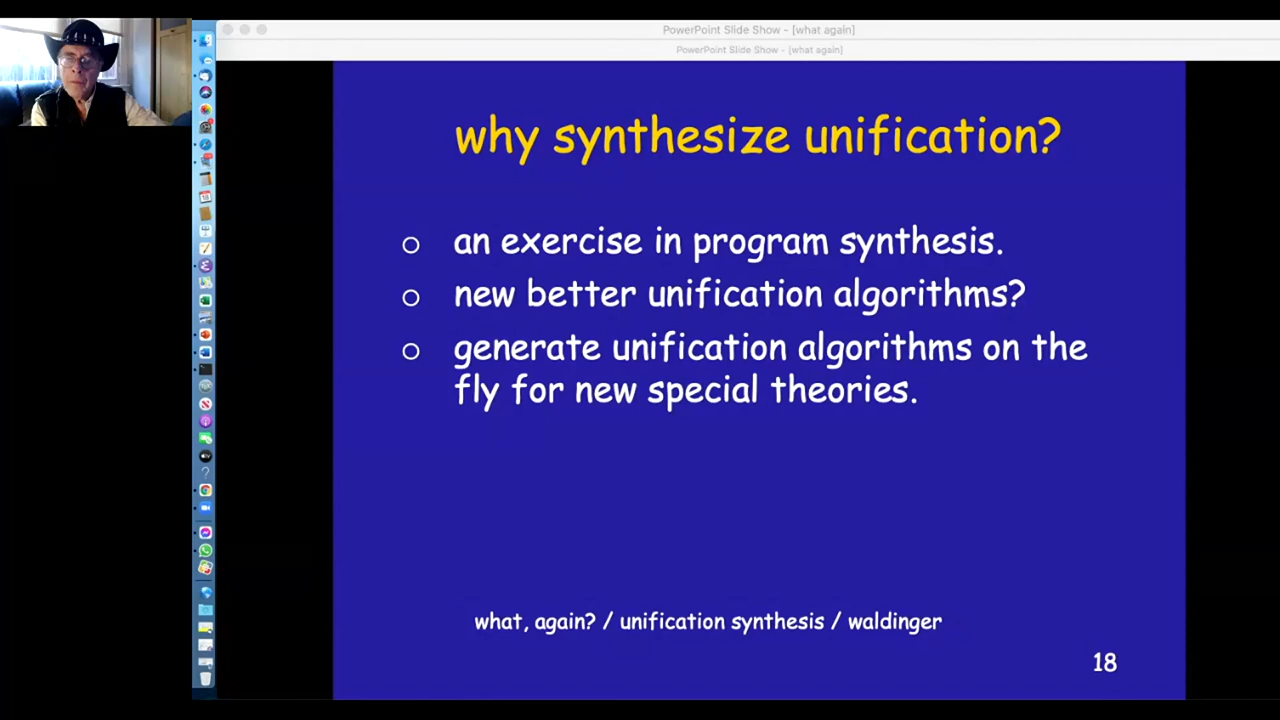 PowerPoint Slide Show - [what again]
PowerPoint Slide Show - [what again]
why synthesize unification?
o an exercise in program synthesis.
o new better unification algorithms?
o generate unification algorithms on the
fly for new special theories.
what, again? / unification synthesis / waldinger
18